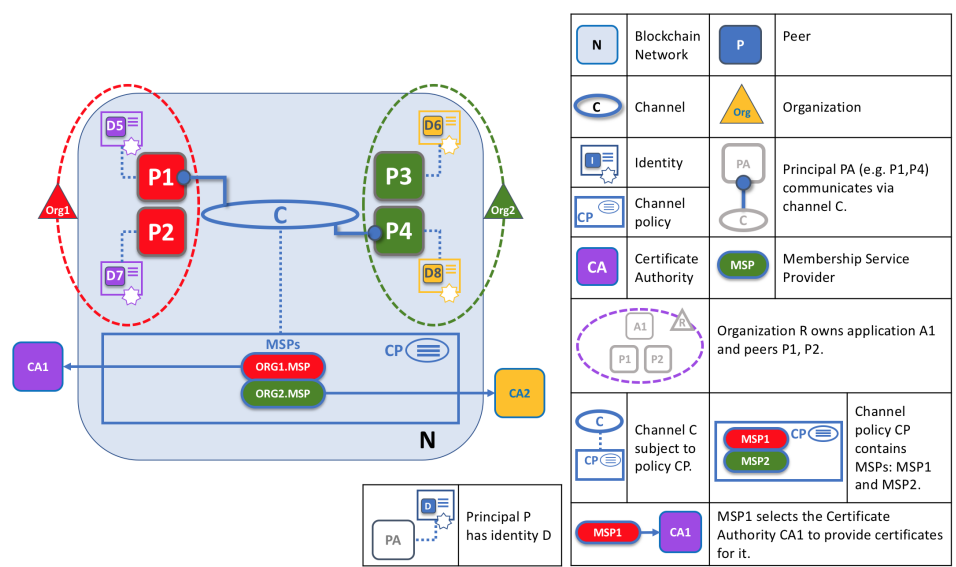 D5
P1
P2
D7
Org1
C
D6
P3
P4
D8
Org2
MSPs
CP
ORG1.MSP
ORG2.MSP
CA1
CA2
N
PA
D
Principal P
has identity D
N
Blockchain
Network
P
Peer
C
Channel
Org
Organization
I
Identity
CP
Channel
policy
PA
C
Principal PA (e.g. P1,P4)
communicates via
channel C.
CA
Certificate
Authority
MSP
Membership Service
Provider
A1
R
P1
P2
Organization R owns application A1
and peers P1, P2.
C
CP
Channel C
subject to
policy CP.
MSP1
MSP2
CP
Channel
policy CP
contains
MSPs: MSP1
and MSP2.
MSP1
CA1
MSP1 selects the Certificate
Authority CA1 to provide certificates
for it.